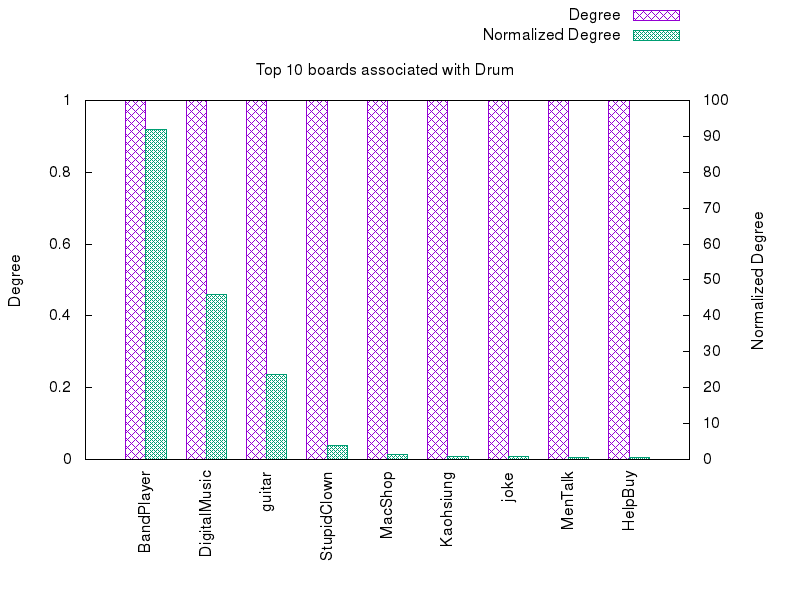 Degree
Normalized Degree
Top 10 boards associated with Drum
1
0.8
0.6
0.4
0.2
0
100
90
80
70
60
50
40
30
20
10
0
Degree
Normalized Degree
BandPlayer
DigitalMusic
guitar
StupidClown
MacShop
Kaohsiung
joke
MenTalk
HelpBuy